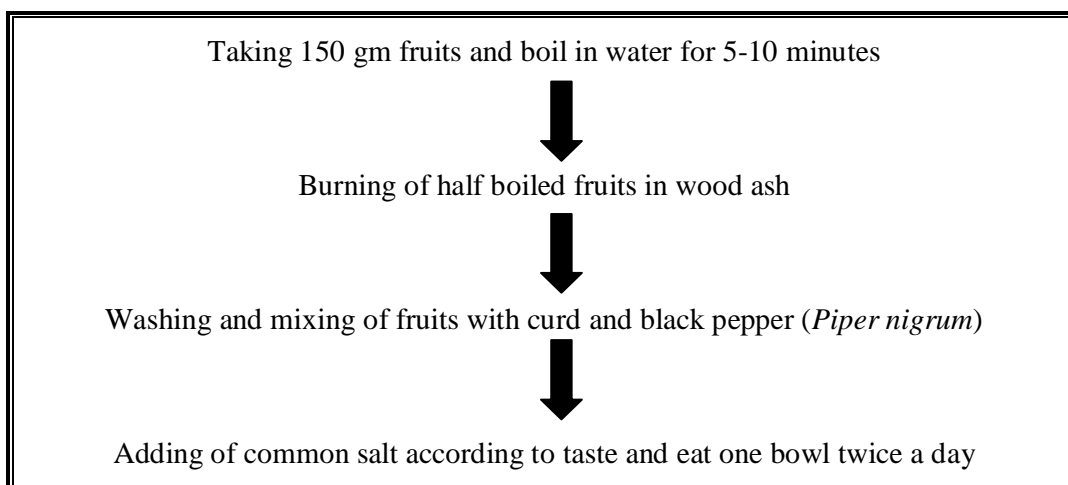 Taking 150 gm fruits and boil in water for 5-10 minutes
Burning of half boiled fruits in wood ash
Washing and mixing of fruits with curd and black pepper (Piper nigrum)
Adding of common salt according to taste and eat one bowl twice a day